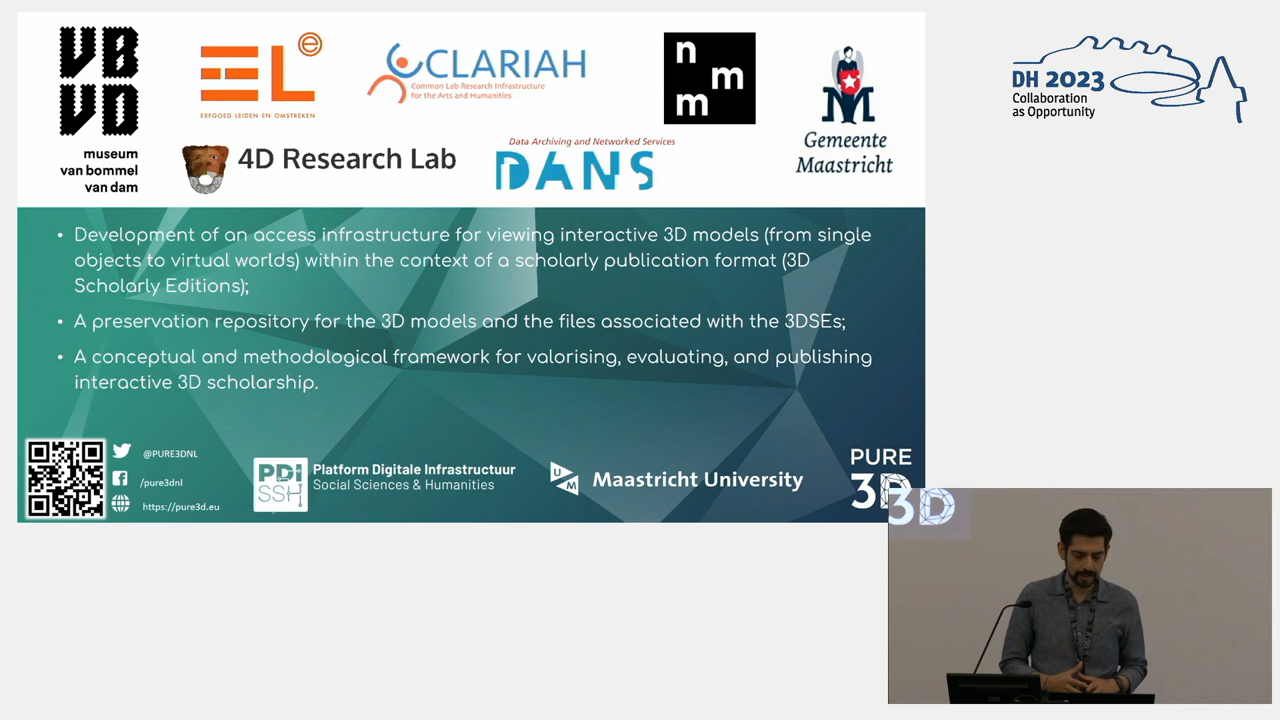 VB
VD
museum
van bommel
van dam
EL e
ERFGOED LEIDEN EN OMSTREKEN
CLARIAH
Common Lab Research Infrastructure
for the Arts and Humanities
4D Research Lab
Data Archiving and Networked Services
DANS
n
m
m
M
Gemeente
Maastricht
DH 2023
Collaboration
as Opportunity
• Development of an access infrastructure for viewing interactive 3D models (from single
objects to virtual worlds) within the context of a scholarly publication format (3D
Scholarly Editions);
• A preservation repository for the 3D models and the files associated with the 3DSEs;
• A conceptual and methodological framework for valorising, evaluating, and publishing
interactive 3D scholarship.
@PURE3DNL
/pure3dnl
https://pure3d.eu
PDI
SSH
Platform Digitale Infrastructuur
Social Sciences & Humanities
UM
Maastricht University
PURE
3D
3D